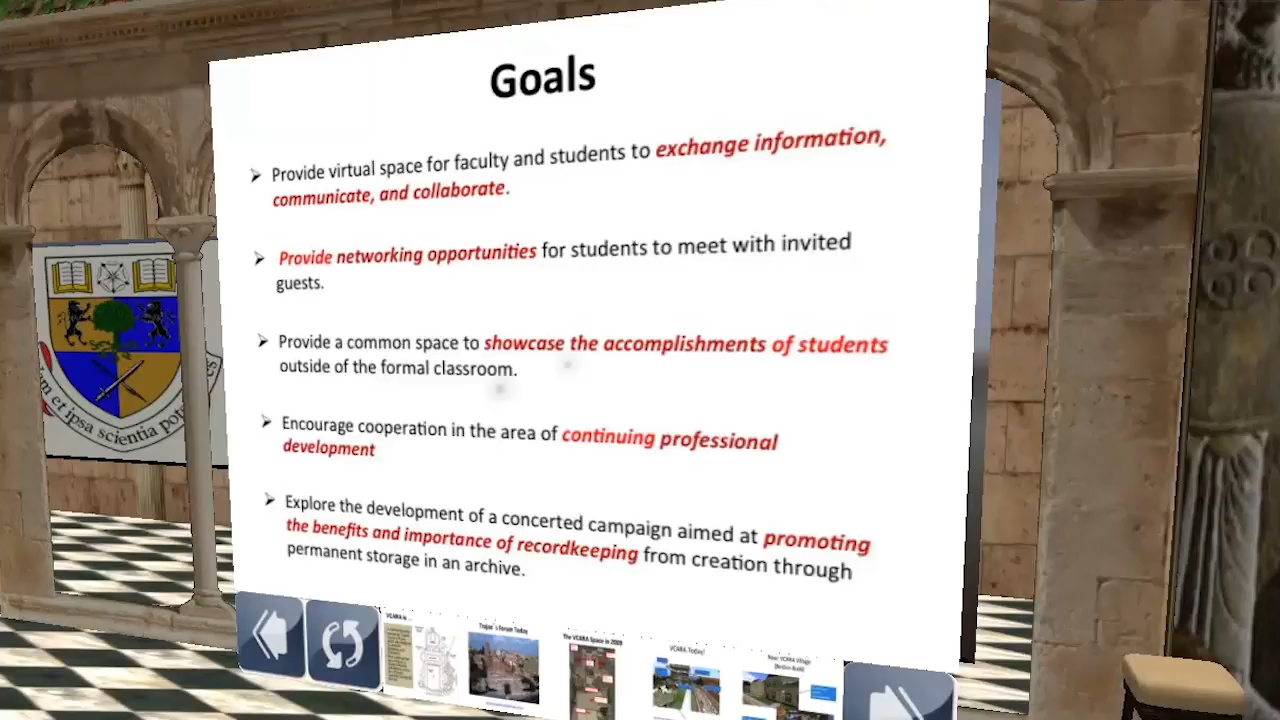 Goals
Provide virtual space for faculty and students to exchange information,
communicate, and collaborate.
Provide networking opportunities for students to meet with invited
guests.
Provide a common space to showcase the accomplishments of students
outside of the formal classroom.
Encourage cooperation in the area of continuing professional
development
Explore the development of a concerted campaign aimed at promoting
the benefits and importance of recordkeeping from creation through
permanent storage in an archive.
et ipsa scientia
VCARA
Trajan's Forum Today
The VCARA Space in 2009
VCARA Today!